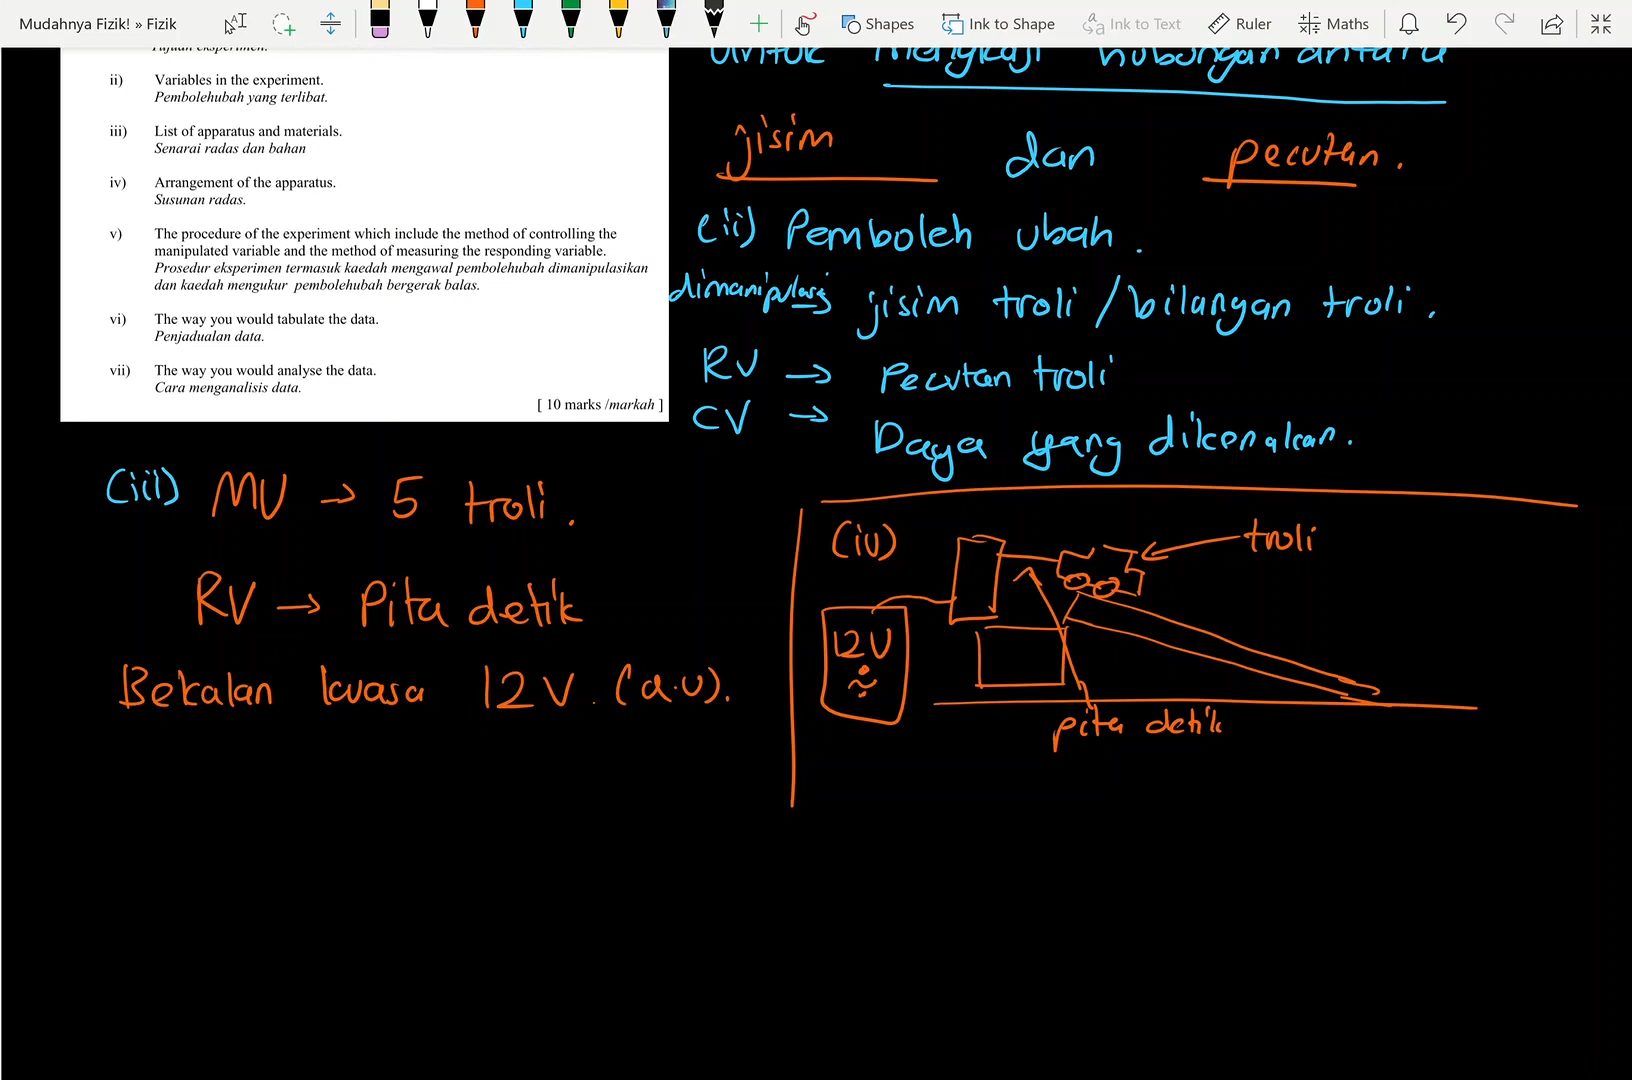 Mudahnya Fizik! » Fizik
Shapes
Ink to Shape
Ink to Text
Ruler
Maths
Tujuan eksperimen.
ii) Variables in the experiment.
Pembolehubah yang terlibat.
iii) List of apparatus and materials.
Senarai radas dan bahan
iv) Arrangement of the apparatus.
Susunan radas.
v) The procedure of the experiment which include the method of controlling the
manipulated variable and the method of measuring the responding variable.
Prosedur eksperimen termasuk kaedah mengawal pembolehubah dimanipulasikan
dan kaedah mengukur pembolehubah bergerak balas.
vi) The way you would tabulate the data.
Penjadualan data.
vii) The way you would analyse the data.
Cara menganalisis data.
[ 10 marks /markah ]
untuk mengkaji hubungan antara
jisim dan pecutan.
(ii) Pemboleh ubah.
dimanipulasi jisim troli / bilangan troli.
RV → Pecutan troli
CV → Daya yang dikenakan.
(iii) MV → 5 troli.
RV → Pita detik
Bekalan kuasa 12V. (a.u).
(iv)
troli
12V
pita detik